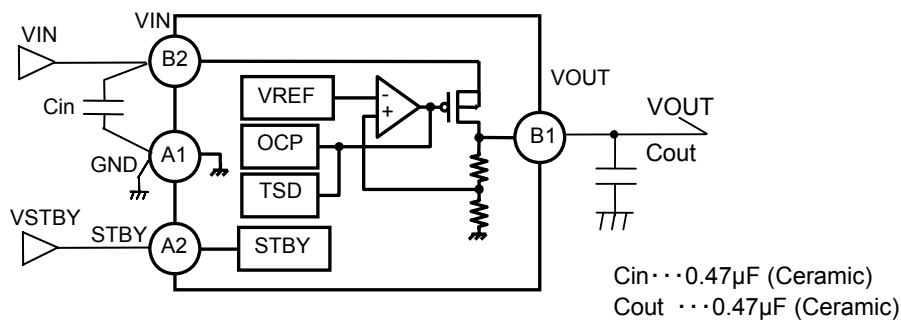 VIN
VIN
B2
Cin
GND
A1
VSTBY
STBY
A2
VREF
OCP
TSD
STBY
-
+
VOUT
B1
VOUT
Cout
Cin･･･0.47µF (Ceramic)
Cout ･･･0.47µF (Ceramic)